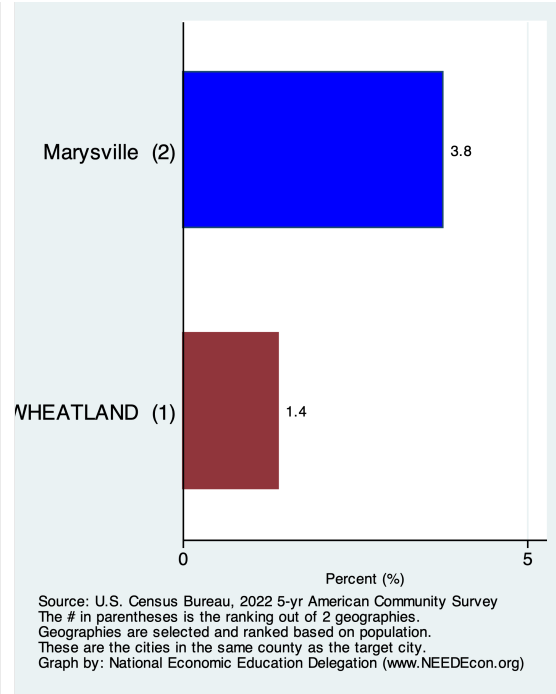 Marysville (2)
3.8
WHEATLAND (1)
1.4
0 5
Percent (%)
Source: U.S. Census Bureau, 2022 5-yr American Community Survey
The # in parentheses is the ranking out of 2 geographies.
Geographies are selected and ranked based on population.
These are the cities in the same county as the target city.
Graph by: National Economic Education Delegation (www.NEEDEcon.org)